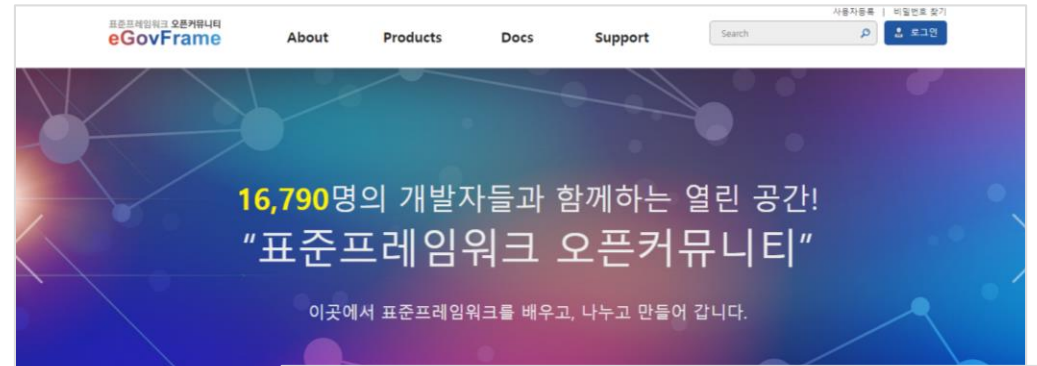 사용자등록 | 비밀번호 찾기
표준프레임워크 오픈커뮤니티
eGovFrame
About Products Docs Support Search 로그인
16,790명의 개발자들과 함께하는 열린 공간!
“표준프레임워크 오픈커뮤니티”
이곳에서 표준프레임워크를 배우고, 나누고 만들어 갑니다.